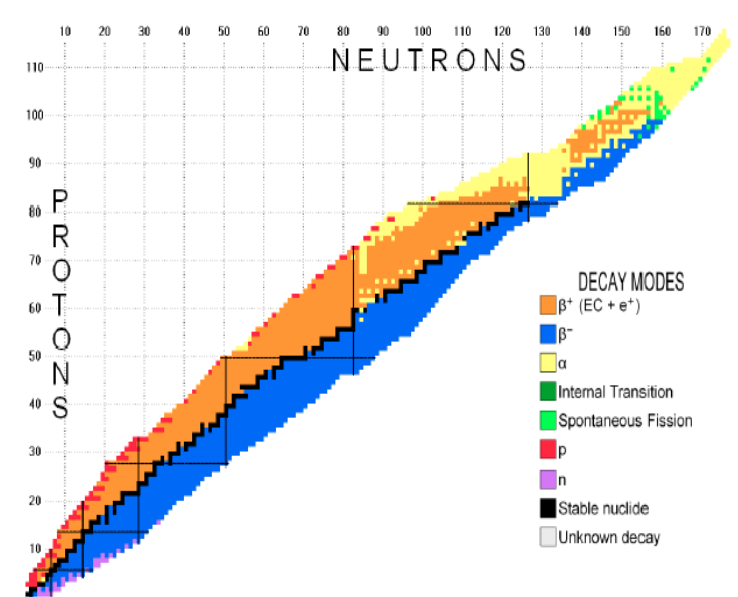 10 20 30 40 50 60 70 80 90 100 110 120 130 140 150 160 170
NEUTRONS
110
100
90
80
70
60
50
40
30
20
10
PROTONS
DECAY MODES
β⁺ (EC + e⁺)
β⁻
α
Internal Transition
Spontaneous Fission
p
n
Stable nuclide
Unknown decay